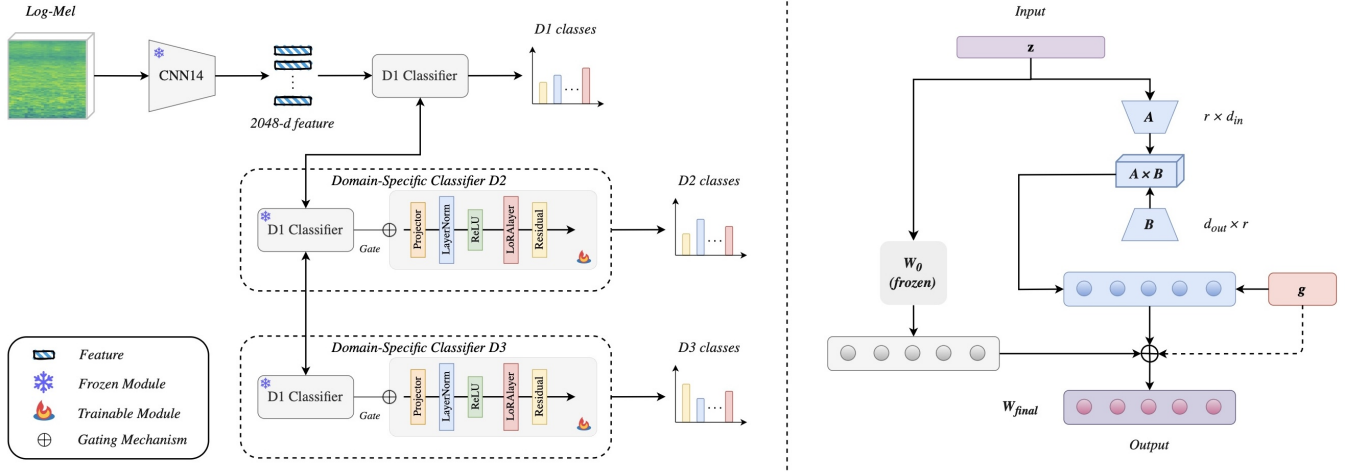 Log-Mel
CNN14
2048-d feature
D1 Classifier
D1 classes
Domain-Specific Classifier D2
D1 Classifier
Gate
Projector
LayerNorm
ReLU
LoRAlayer
Residual
D2 classes
Domain-Specific Classifier D3
D1 Classifier
Gate
Projector
LayerNorm
ReLU
LoRAlayer
Residual
D3 classes
Feature
Frozen Module
Trainable Module
Gating Mechanism
Input
z
A
r × d_in
A × B
B
d_out × r
W_0
(frozen)
g
W_final
Output